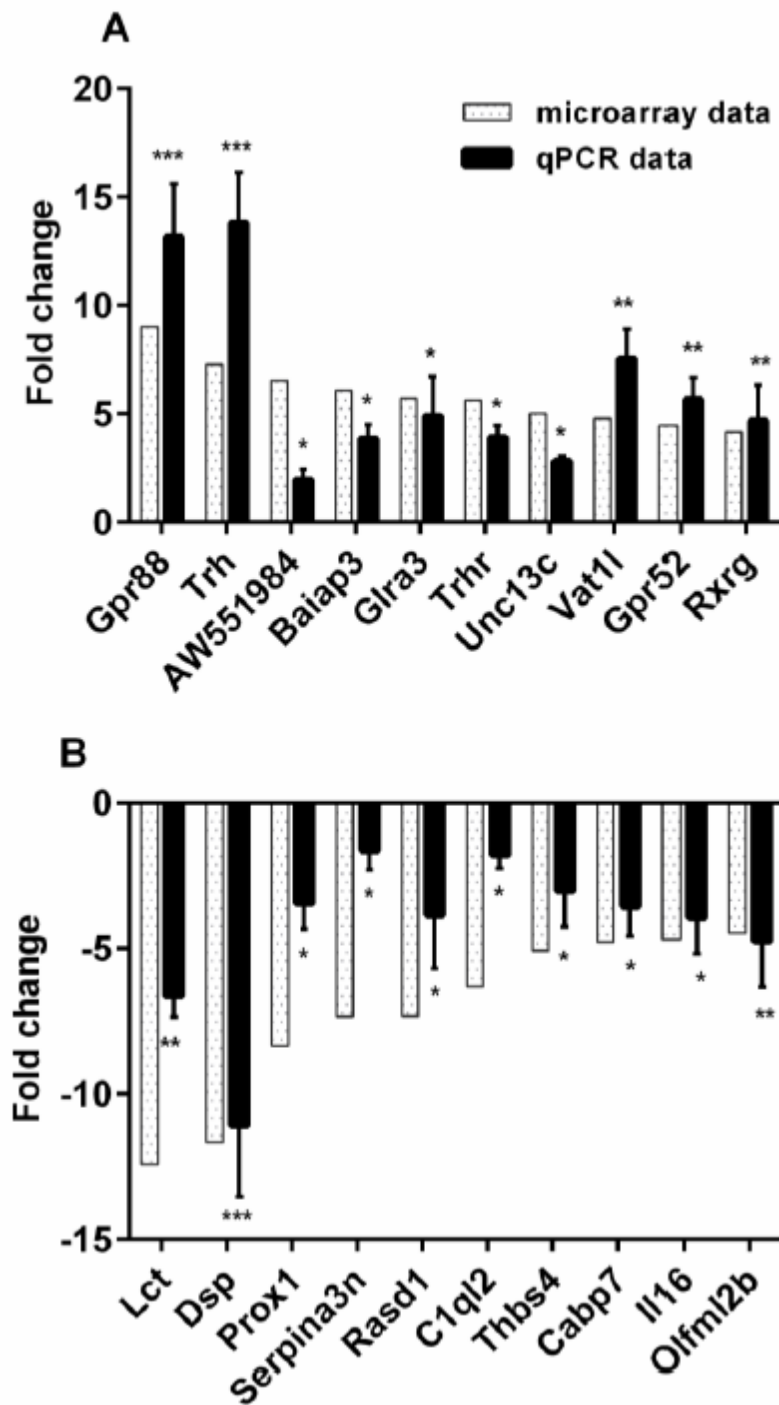 A
Fold change
20
15
10
5
0
microarray data
qPCR data
*** *** * * * * * ** ** **
Gpr88 Trh AW551984 Baiap3 Glra3 Trhr Unc13c Vat1l Gpr52 Rxrg
B
Fold change
0
-5
-10
-15
** *** * * * * * * * **
Lct Dsp Prox1 Serpina3n Rasd1 C1ql2 Thbs4 Cabp7 Il16 Olfml2b